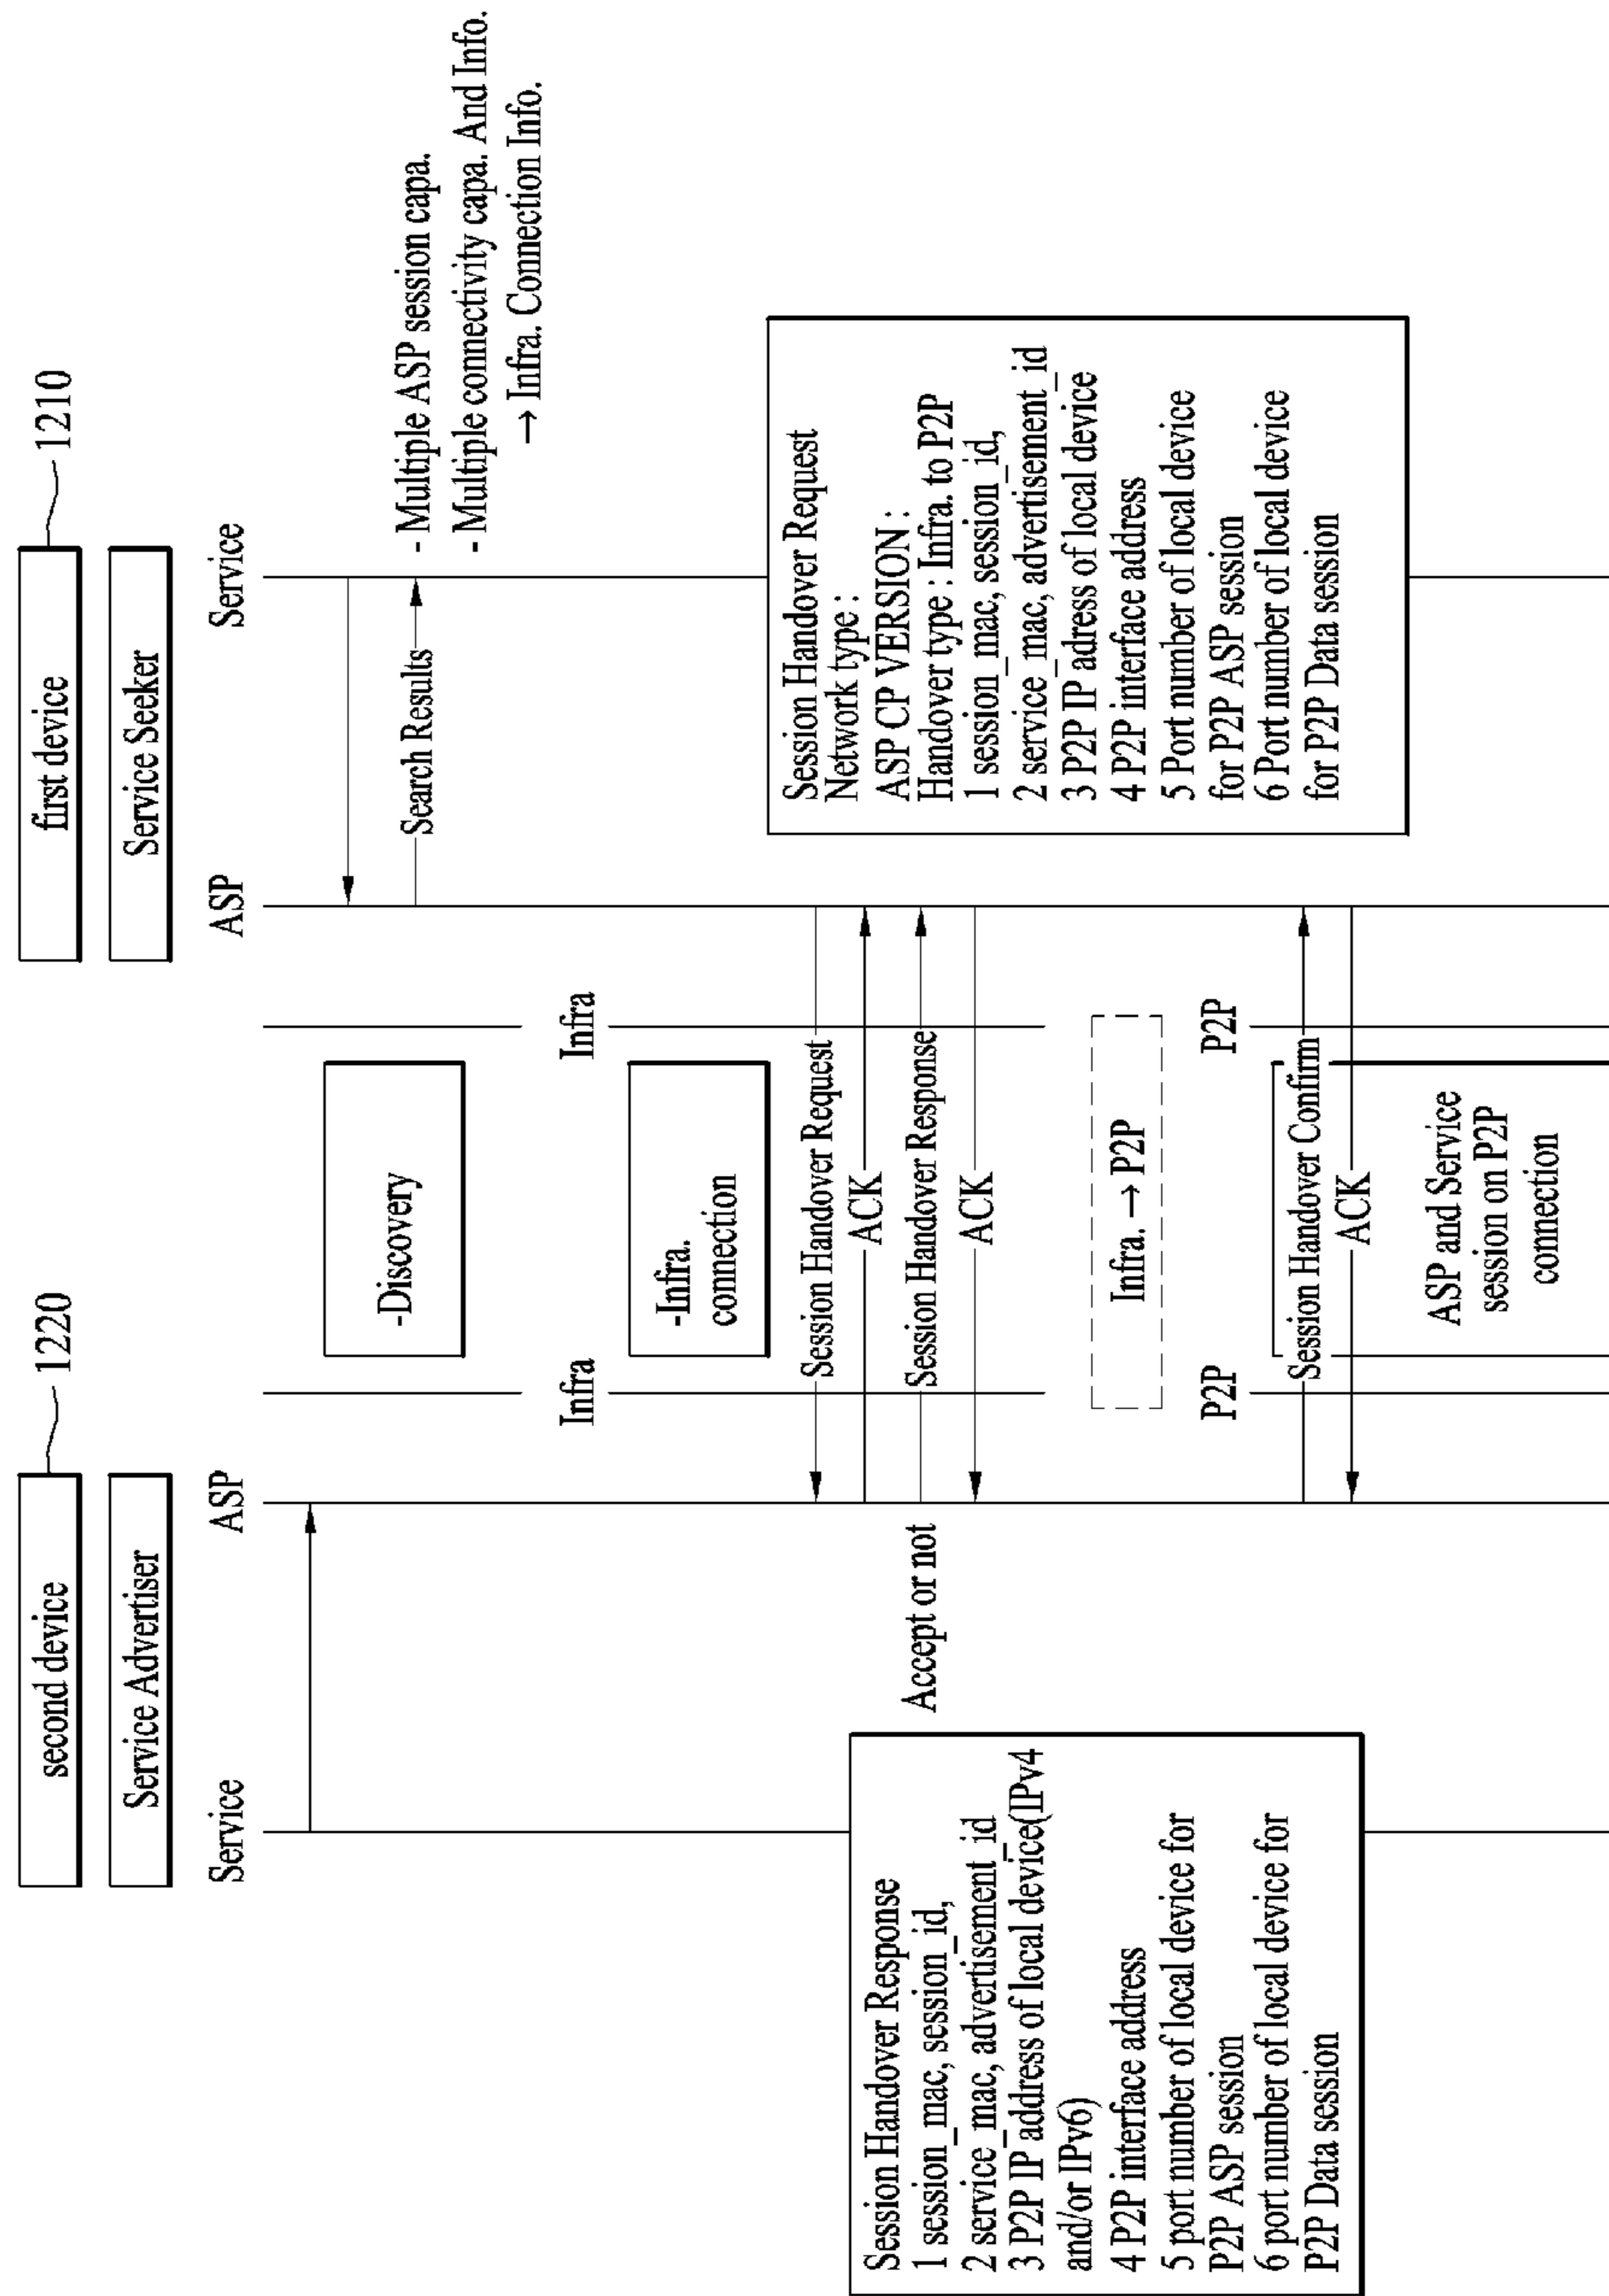 second device
1220
first device
1210
Service Advertiser
Service Seeker
Service
ASP
ASP
Service
-Discovery
Search Results
- Multiple ASP session capa.
- Multiple connectivity capa. And Info.
→ Infra. Connection Info.
Infra
Infra
-Infra.
connection
Session Handover Request
ACK
Session Handover Response
ACK
Accept or not
Session Handover Request
Network type :
ASP CP VERSION :
Handover type : Infra. to P2P
1 session_mac, session_id,
2 service_mac, advertisement_id
3 P2P IP adress of local device
4 P2P interface address
5 Port number of local device
for P2P ASP session
6 Port number of local device
for P2P Data session
Session Handover Response
1 session_mac, session_id,
2 service_mac, advertisement_id
3 P2P IP address of local device(IPv4
and/or IPv6)
4 P2P interface address
5 port number of local device for
P2P ASP session
6 port number of local device for
P2P Data session
Infra. → P2P
P2P
P2P
Session Handover Confirm
ACK
ASP and Service
session on P2P
connection